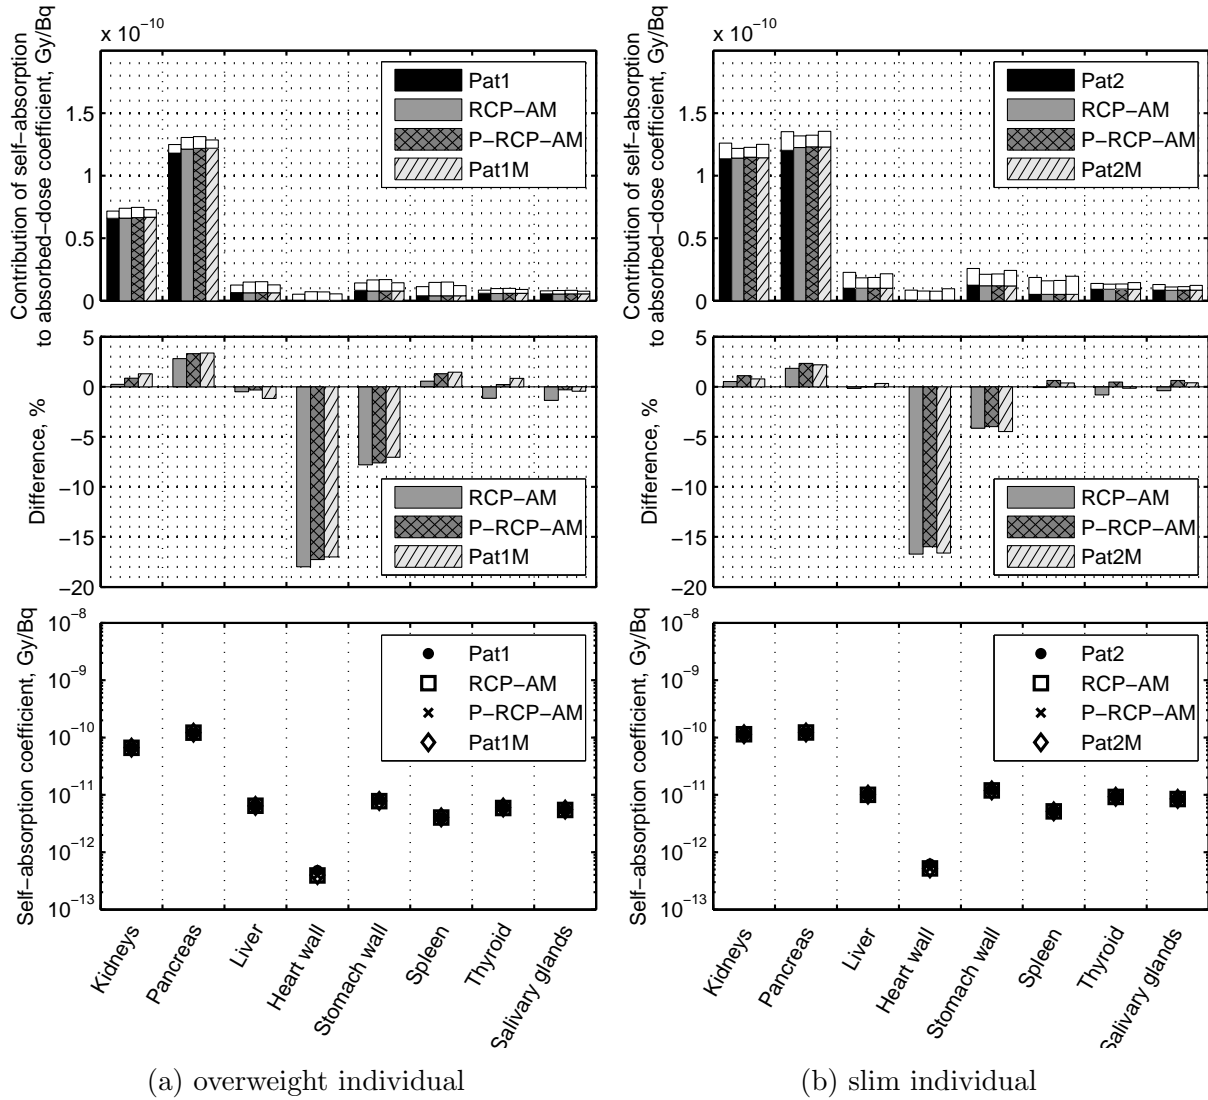 x 10−10
Contribution of self−absorption
to absorbed−dose coefficient, Gy/Bq
1.5
1
0.5
0
Pat1
RCP−AM
P−RCP−AM
Pat1M
Difference, %
5
0
−5
−10
−15
−20
RCP−AM
P−RCP−AM
Pat1M
Self−absorption coefficient, Gy/Bq
10−8
10−9
10−10
10−11
10−12
10−13
Pat1
RCP−AM
P−RCP−AM
Pat1M
Kidneys
Pancreas
Liver
Heart wall
Stomach wall
Spleen
Thyroid
Salivary glands
(a) overweight individual
x 10−10
Contribution of self−absorption
to absorbed−dose coefficient, Gy/Bq
1.5
1
0.5
0
Pat2
RCP−AM
P−RCP−AM
Pat2M
Difference, %
5
0
−5
−10
−15
−20
RCP−AM
P−RCP−AM
Pat2M
Self−absorption coefficient, Gy/Bq
10−8
10−9
10−10
10−11
10−12
10−13
Pat2
RCP−AM
P−RCP−AM
Pat2M
Kidneys
Pancreas
Liver
Heart wall
Stomach wall
Spleen
Thyroid
Salivary glands
(b) slim individual